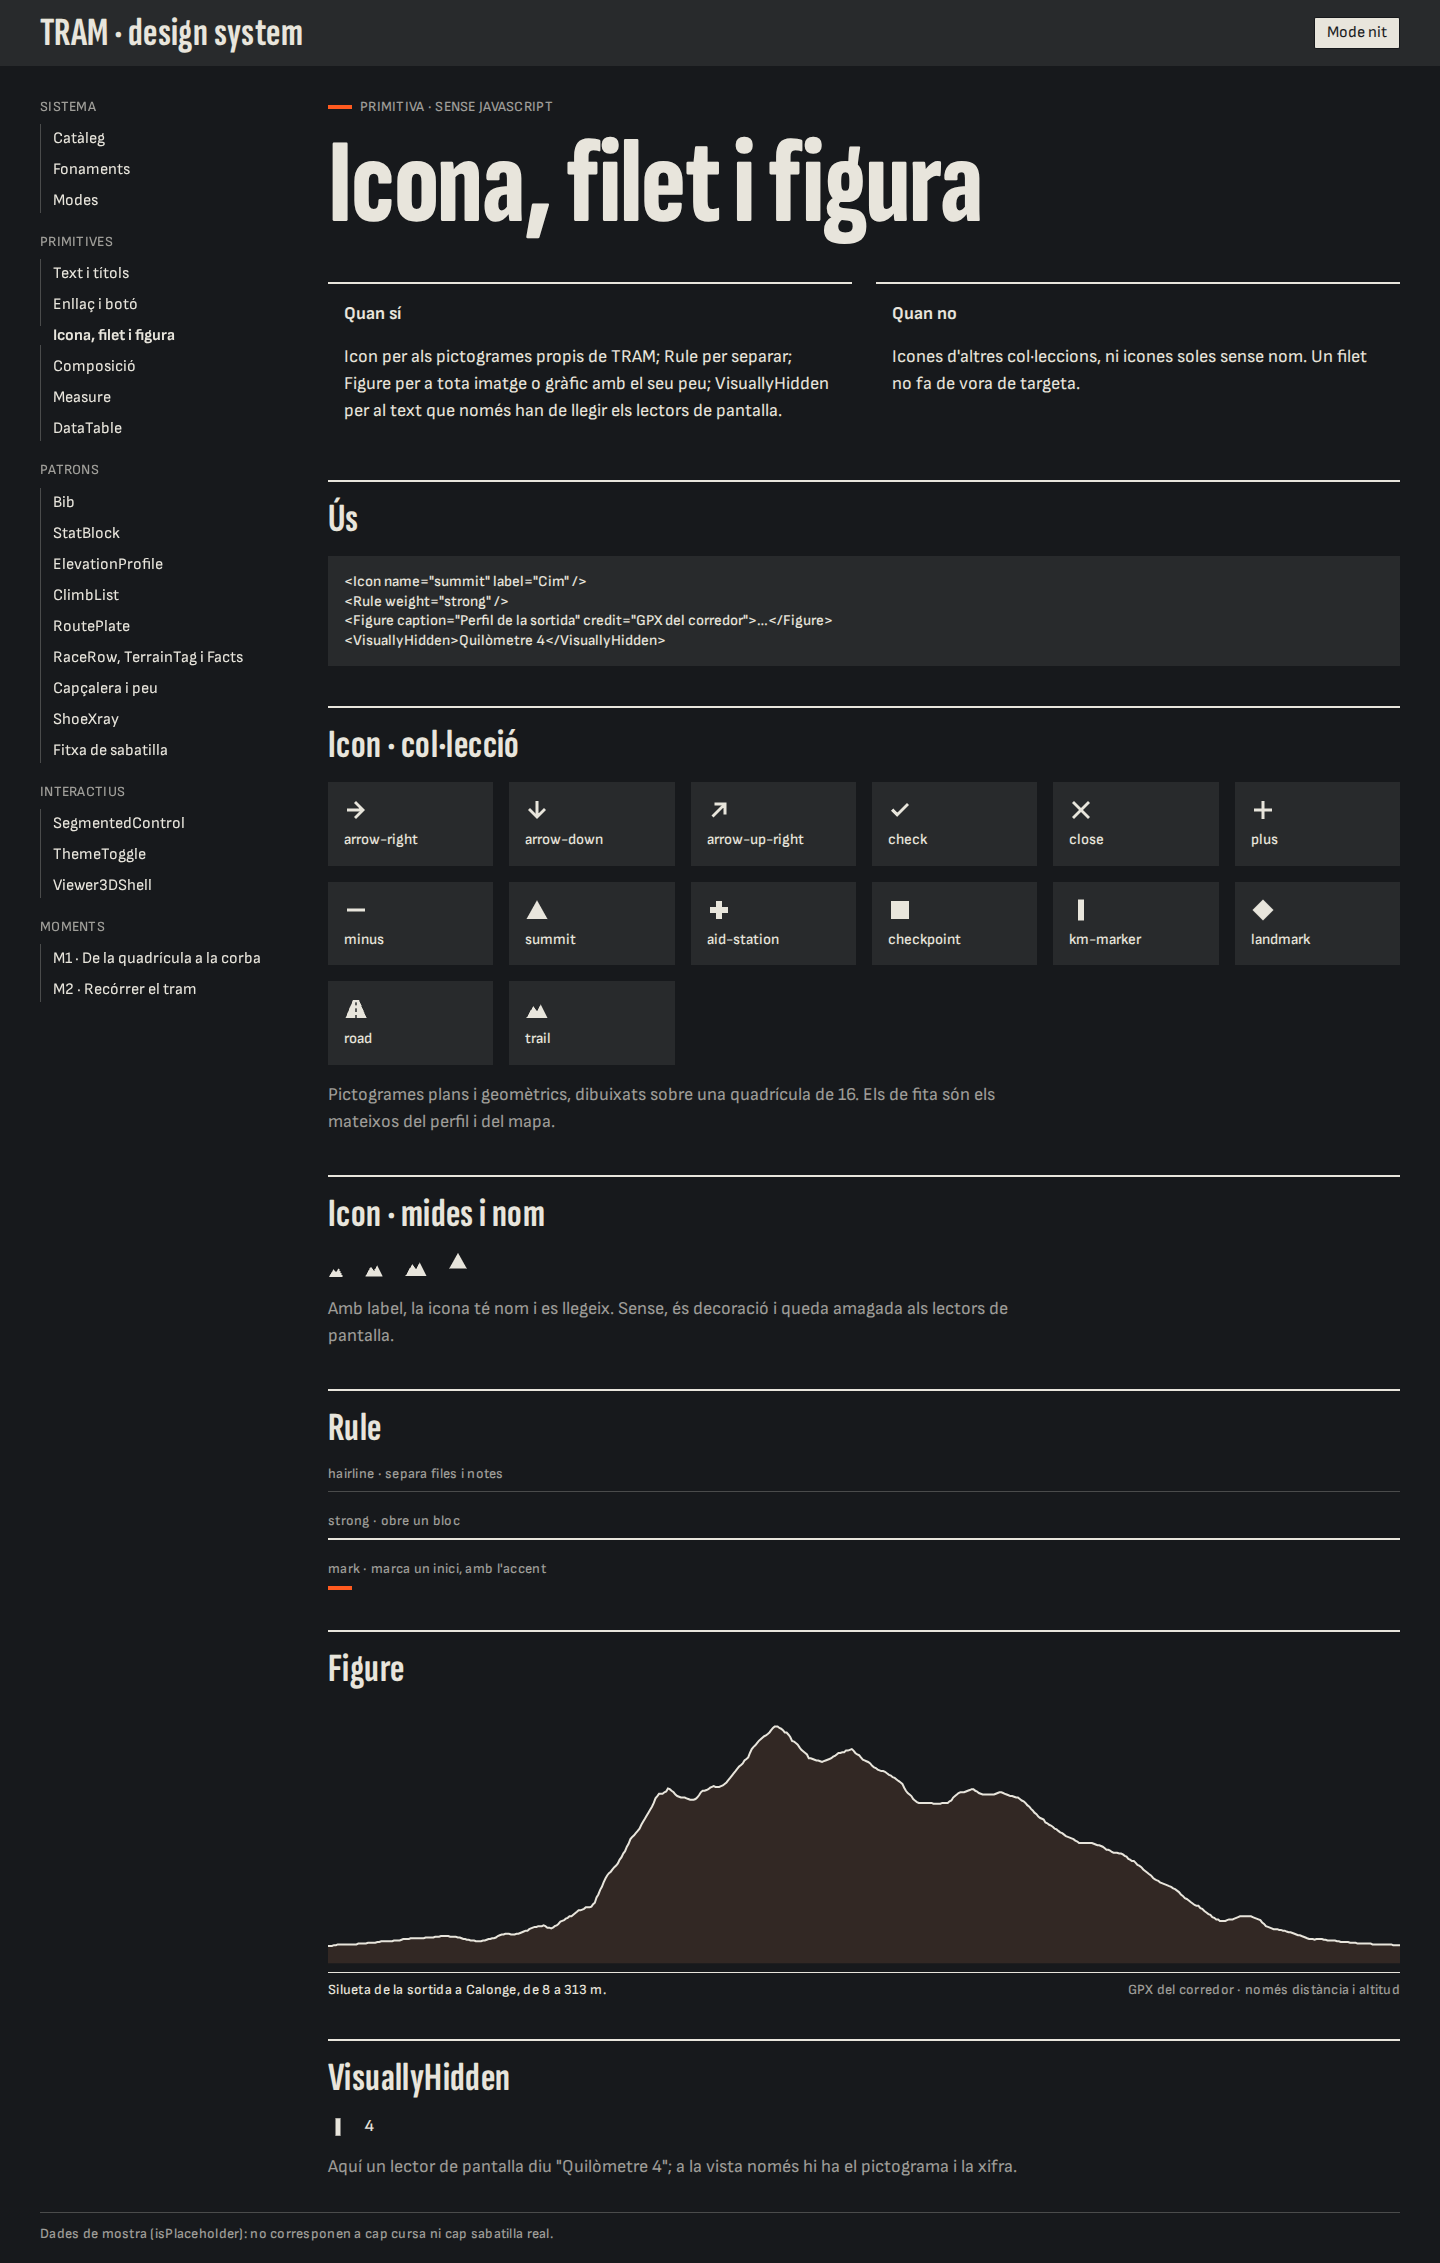 TRAM · design system
Mode nit
SISTEMA
Catàleg
Fonaments
Modes
PRIMITIVES
Text i títols
Enllaç i botó
Icona, filet i figura
Composició
Measure
DataTable
PATRONS
Bib
StatBlock
ElevationProfile
ClimbList
RoutePlate
RaceRow, TerrainTag i Facts
Capçalera i peu
ShoeXray
Fitxa de sabatilla
INTERACTIUS
SegmentedControl
ThemeToggle
Viewer3DShell
MOMENTS
M1 · De la quadrícula a la corba
M2 · Recórrer el tram
PRIMITIVA · SENSE JAVASCRIPT
Icona, filet i figura
Quan sí
Icon per als pictogrames propis de TRAM; Rule per separar;
Figure per a tota imatge o gràfic amb el seu peu; VisuallyHidden
per al text que només han de llegir els lectors de pantalla.
Quan no
Icones d'altres col·leccions, ni icones soles sense nom. Un filet
no fa de vora de targeta.
Ús
<Icon name="summit" label="Cim" />
<Rule weight="strong" />
<Figure caption="Perfil de la sortida" credit="GPX del corredor">…</Figure>
<VisuallyHidden>Quilòmetre 4</VisuallyHidden>
Icon · col·lecció
arrow-right
arrow-down
arrow-up-right
check
close
plus
minus
summit
aid-station
checkpoint
km-marker
landmark
road
trail
Pictogrames plans i geomètrics, dibuixats sobre una quadrícula de 16. Els de fita són els
mateixos del perfil i del mapa.
Icon · mides i nom
Amb label, la icona té nom i es llegeix. Sense, és decoració i queda amagada als lectors de
pantalla.
Rule
hairline · separa files i notes
strong · obre un bloc
mark · marca un inici, amb l'accent
Figure
Silueta de la sortida a Calonge, de 8 a 313 m.
GPX del corredor · només distància i altitud
VisuallyHidden
4
Aquí un lector de pantalla diu "Quilòmetre 4"; a la vista només hi ha el pictograma i la xifra.
Dades de mostra (isPlaceholder): no corresponen a cap cursa ni cap sabatilla real.